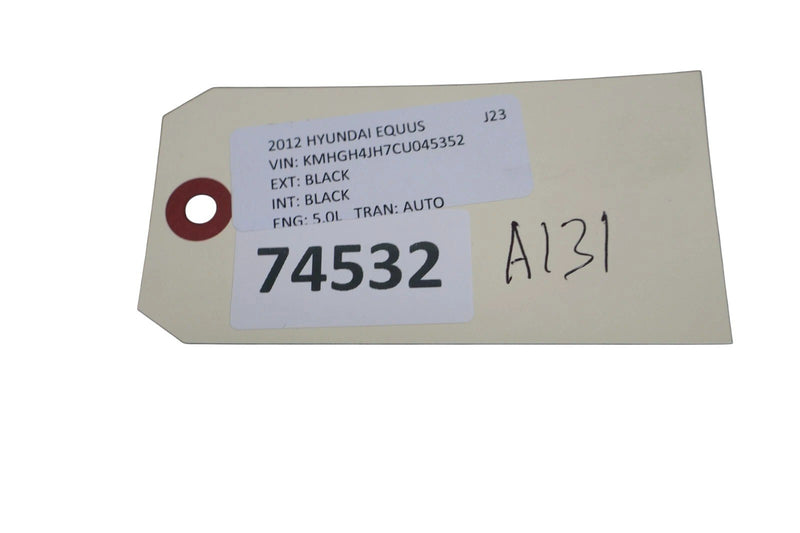 2012 HYUNDAI EQUUS J23
VIN: KMHGH4JH7CU045352
EXT: BLACK
INT: BLACK
ENG: 5.0L TRAN: AUTO
74532
A131